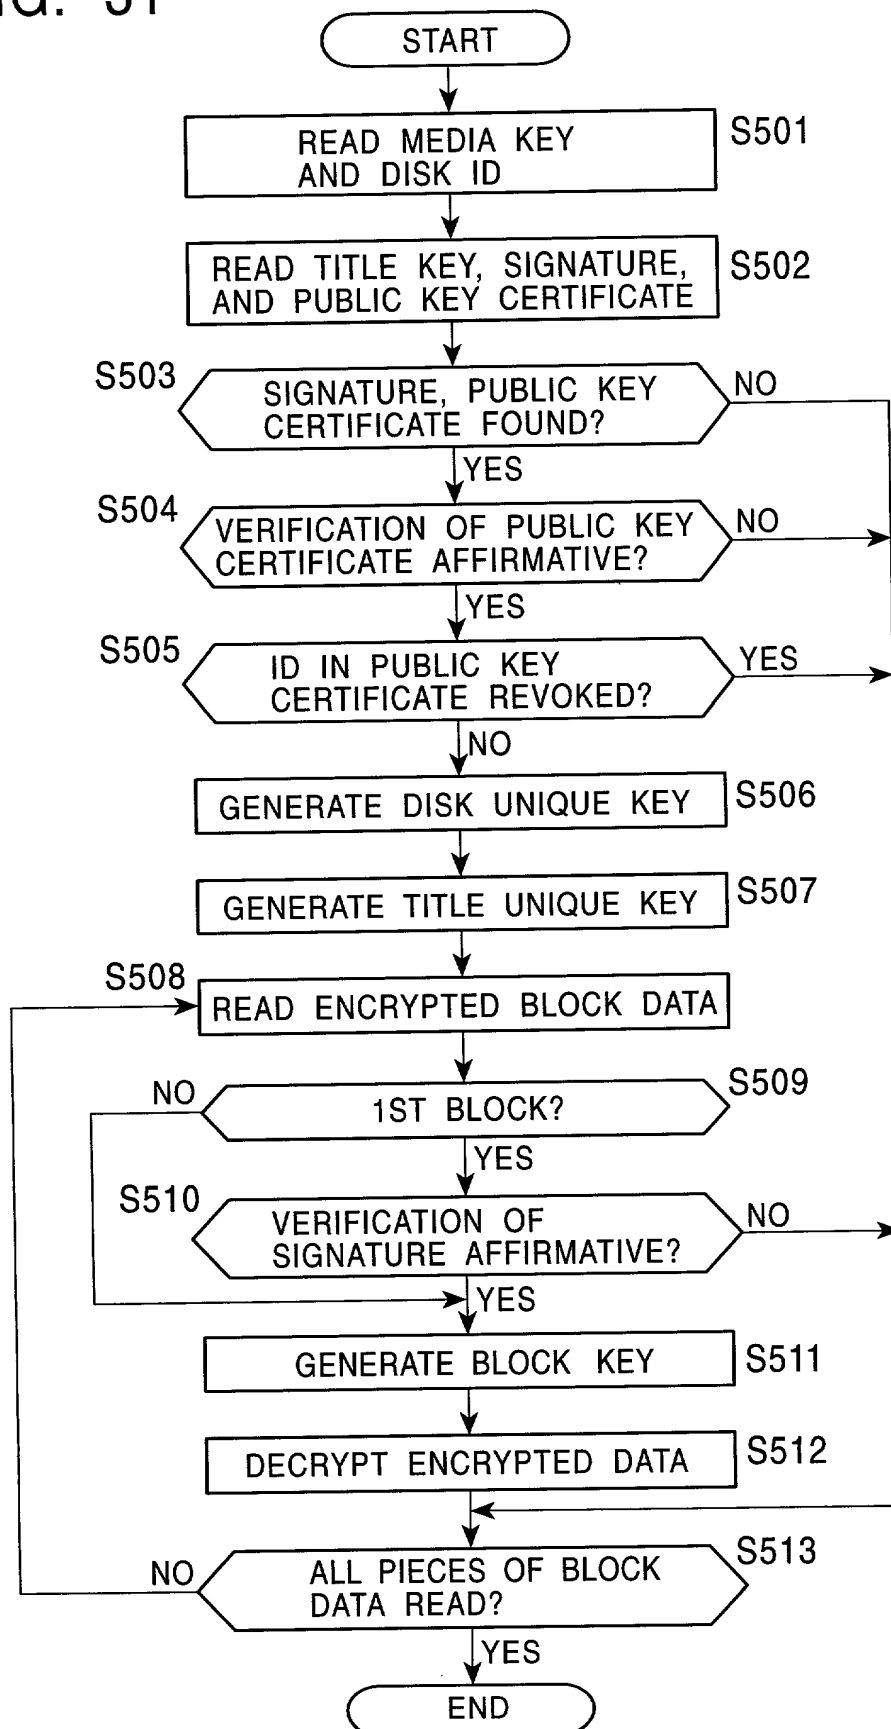 START
READ MEDIA KEY
AND DISK ID
S501
READ TITLE KEY, SIGNATURE,
AND PUBLIC KEY CERTIFICATE
S502
S503
SIGNATURE, PUBLIC KEY
CERTIFICATE FOUND?
NO
YES
S504
VERIFICATION OF PUBLIC KEY
CERTIFICATE AFFIRMATIVE?
NO
YES
S505
ID IN PUBLIC KEY
CERTIFICATE REVOKED?
YES
NO
GENERATE DISK UNIQUE KEY
S506
GENERATE TITLE UNIQUE KEY
S507
S508
READ ENCRYPTED BLOCK DATA
NO
1ST BLOCK?
S509
YES
S510
VERIFICATION OF
SIGNATURE AFFIRMATIVE?
NO
YES
GENERATE BLOCK KEY
S511
DECRYPT ENCRYPTED DATA
S512
NO
ALL PIECES OF BLOCK
DATA READ?
S513
YES
END